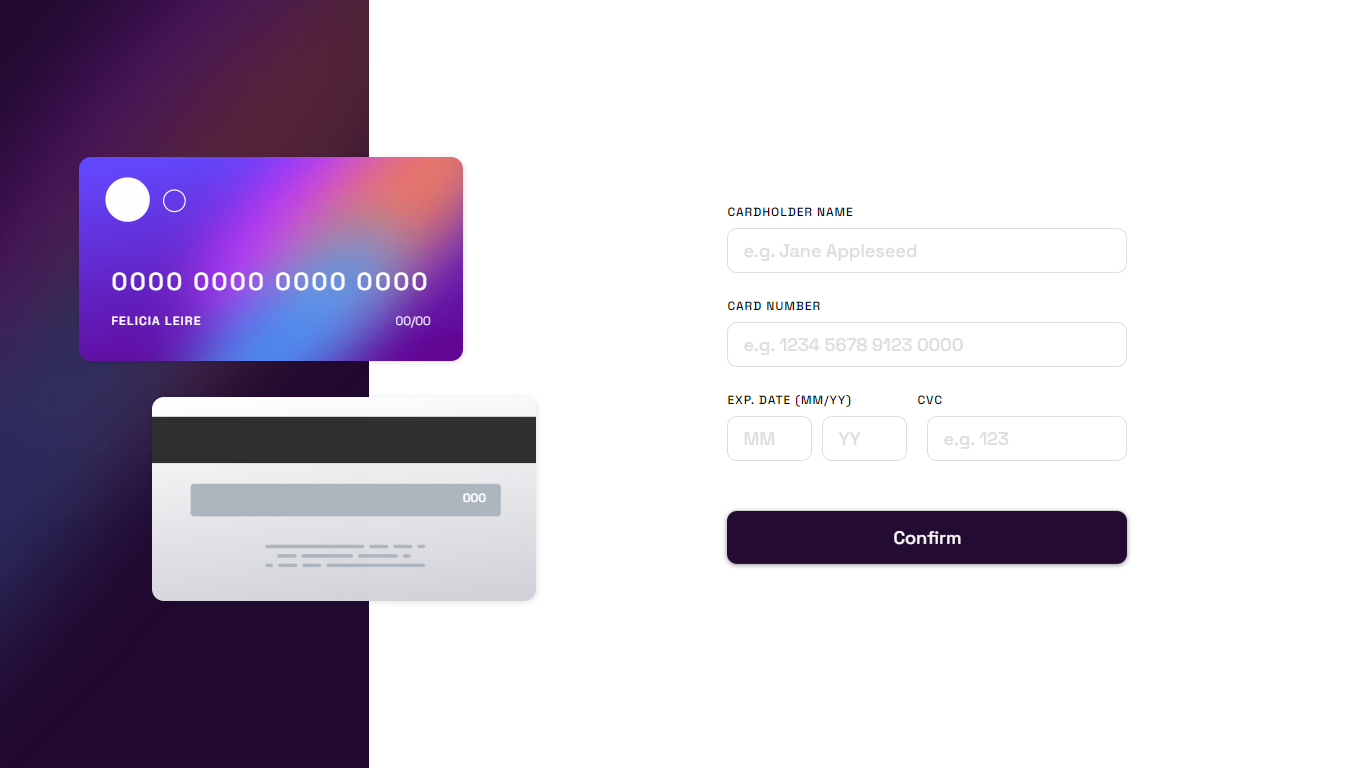 0000 0000 0000 0000
FELICIA LEIRE 00/00
000
CARDHOLDER NAME
e.g. Jane Appleseed
CARD NUMBER
e.g. 1234 5678 9123 0000
EXP. DATE (MM/YY) CVC
MM YY e.g. 123
Confirm